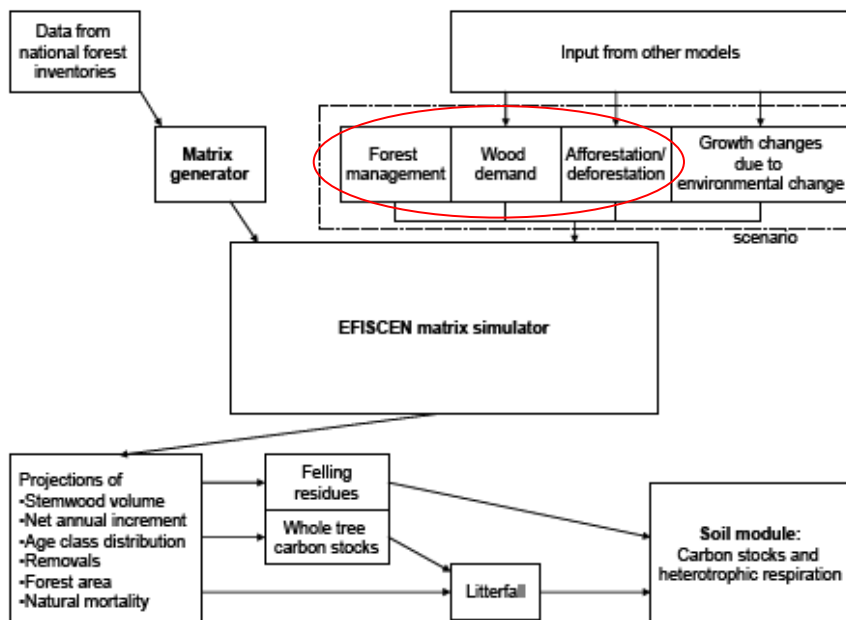 Data from
national forest
inventories
Input from other models
Matrix
generator
Forest
management
Wood
demand
Afforestation/
deforestation
Growth changes
due to
environmental change
scenario
EFISCEN matrix simulator
Projections of
•Stemwood volume
•Net annual increment
•Age class distribution
•Removals
•Forest area
•Natural mortality
Felling
residues
Whole tree
carbon stocks
Litterfall
Soil module:
Carbon stocks and
heterotrophic respiration